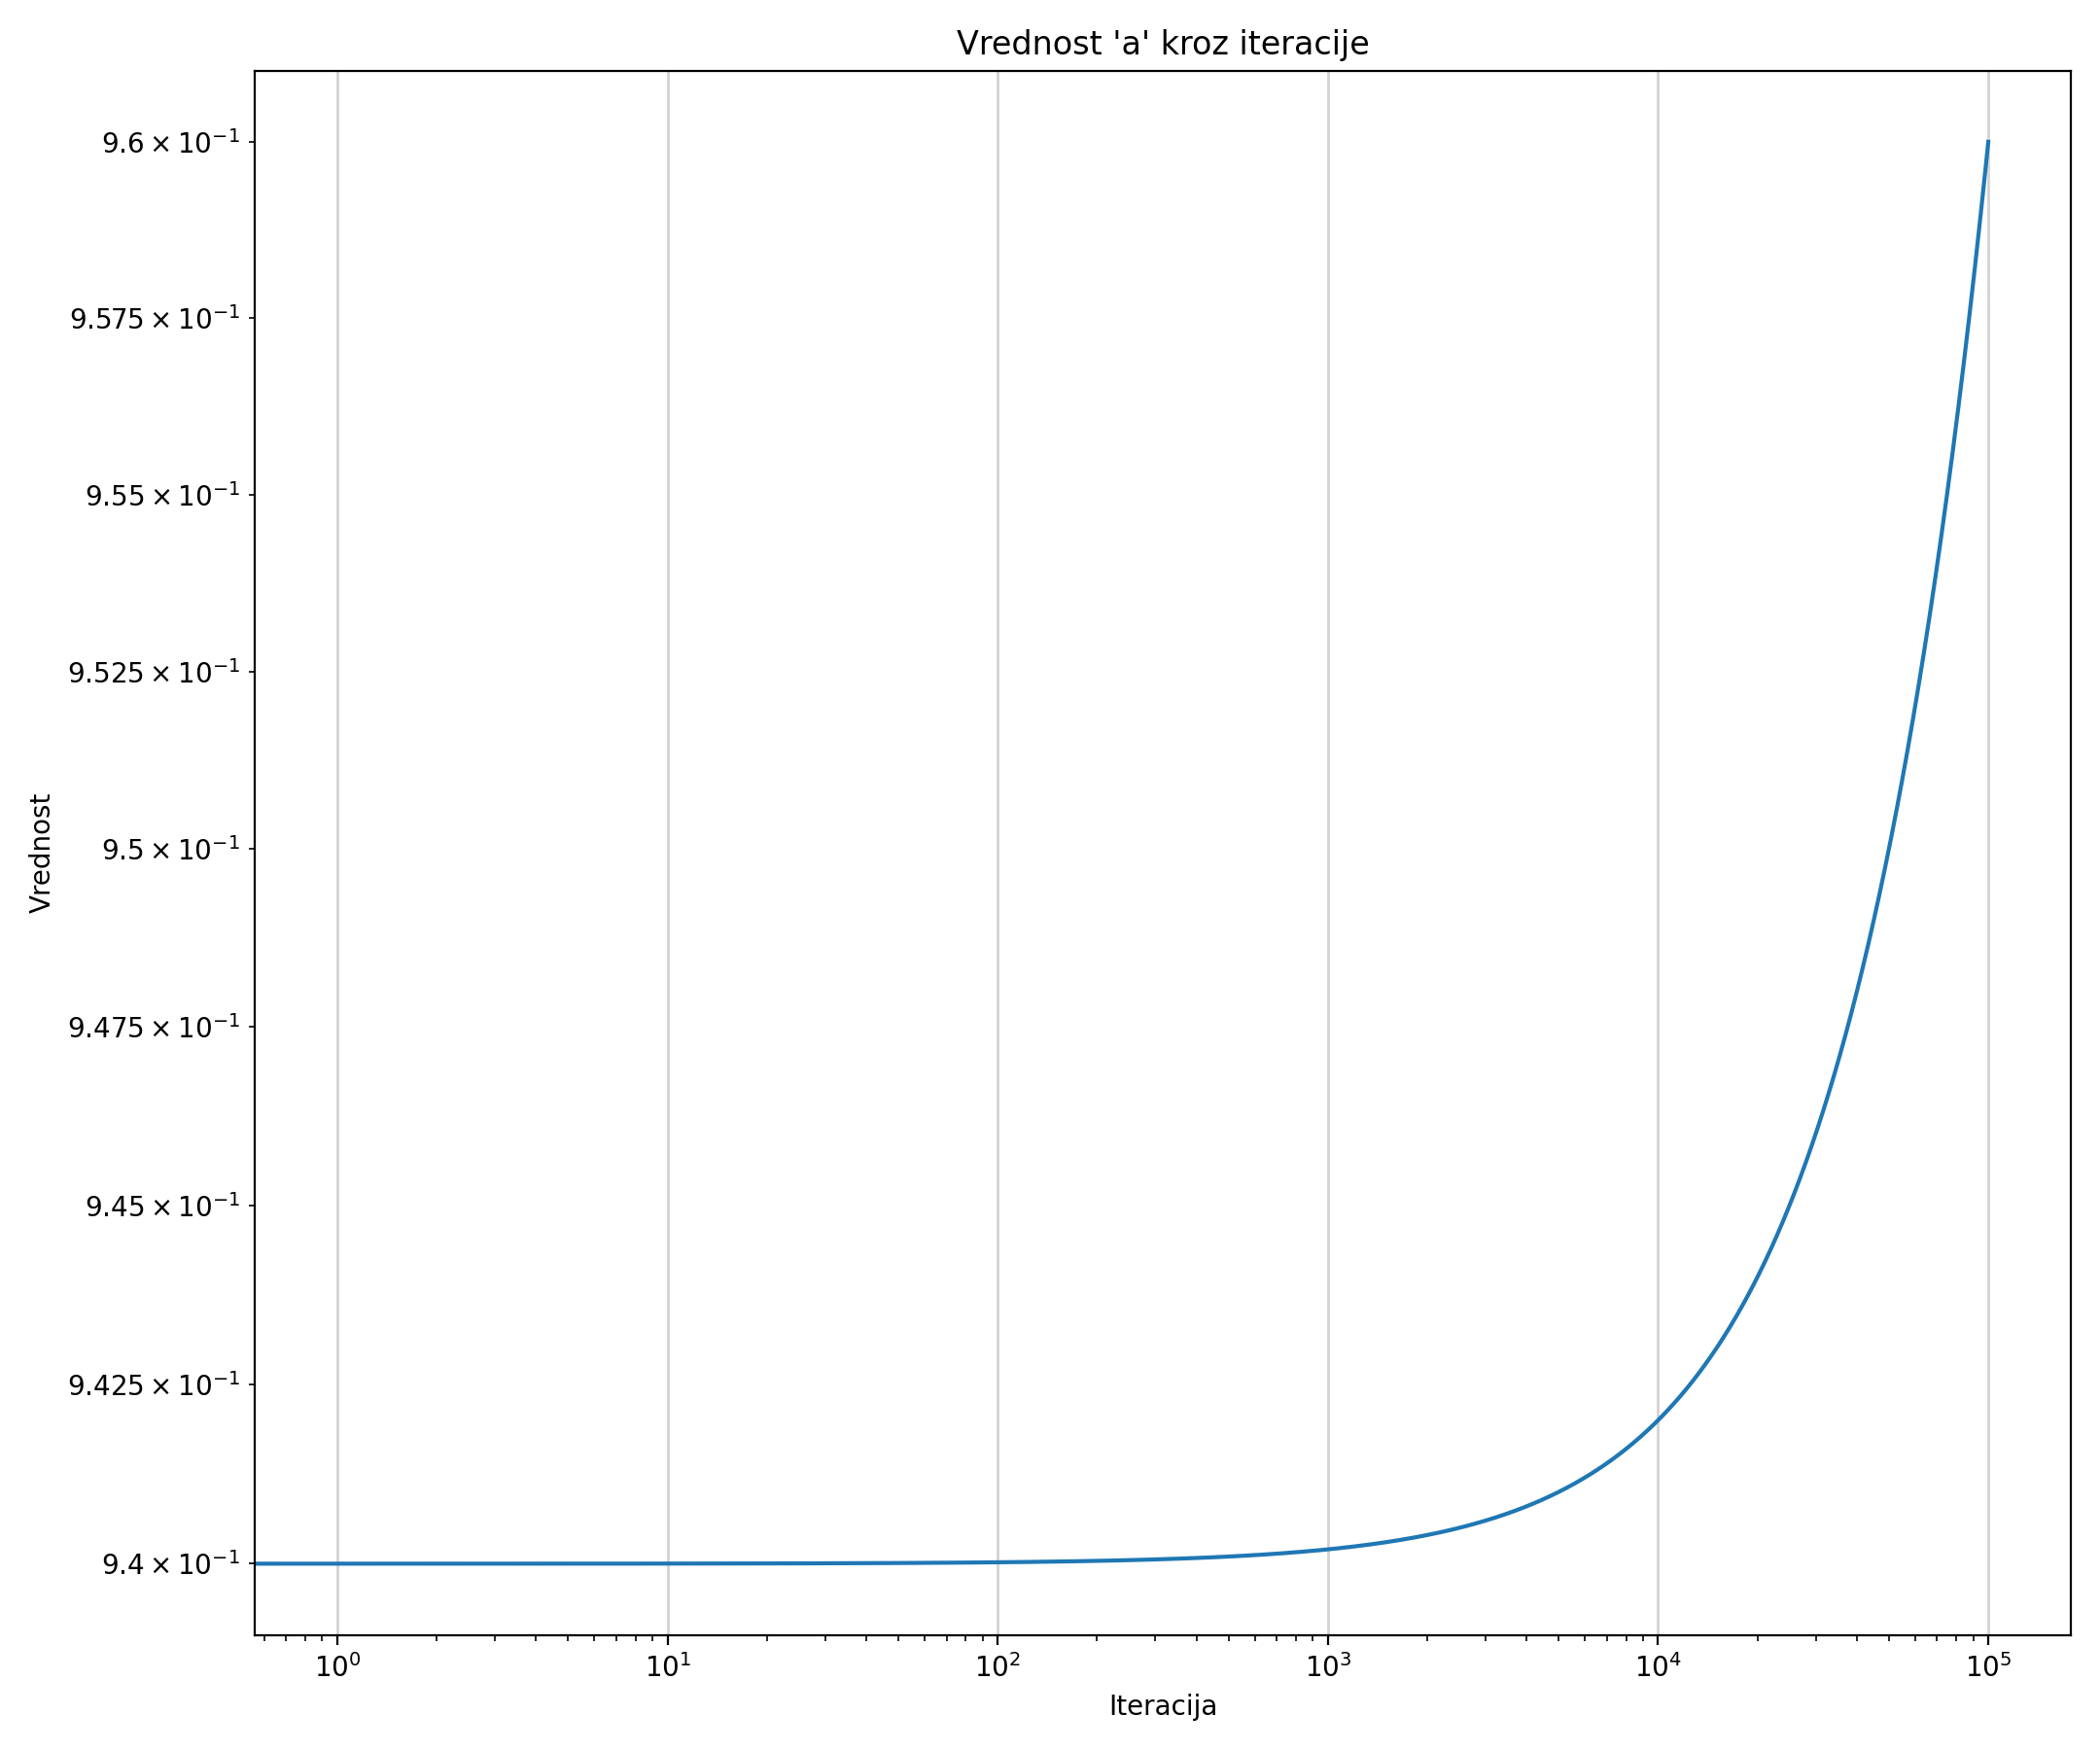 Vrednost 'a' kroz iteracije
9.6 × 10⁻¹
9.575 × 10⁻¹
9.55 × 10⁻¹
9.525 × 10⁻¹
9.5 × 10⁻¹
9.475 × 10⁻¹
9.45 × 10⁻¹
9.425 × 10⁻¹
9.4 × 10⁻¹
Vrednost
10⁰ 10¹ 10² 10³ 10⁴ 10⁵
Iteracija